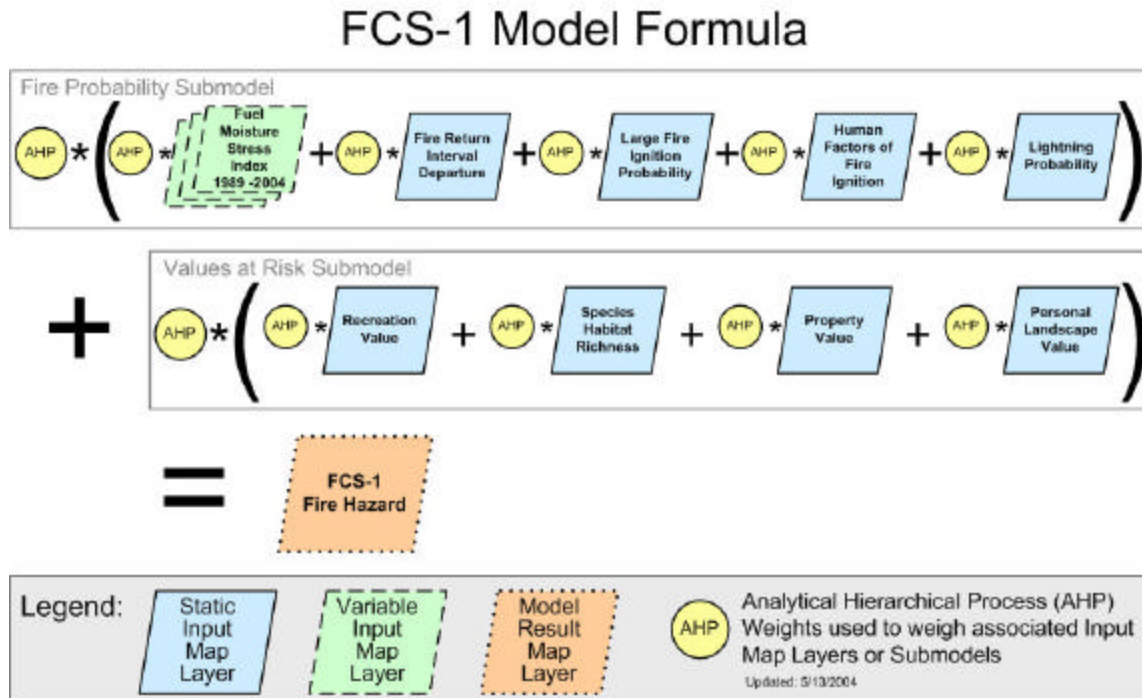 FCS-1 Model Formula
Fire Probability Submodel
AHP * ( AHP *
Fuel
Moisture
Stress
Index
1989 -2004
+ AHP *
Fire Return
Interval
Departure
+ AHP *
Large Fire
Ignition
Probability
+ AHP *
Human
Factors of
Fire
Ignition
+ AHP *
Lightning
Probability
)
+
Values at Risk Submodel
AHP * ( AHP *
Recreation
Value
+ AHP *
Species
Habitat
Richness
+ AHP *
Property
Value
+ AHP *
Personal
Landscape
Value
)
=
FCS-1
Fire Hazard
Legend:
Static
Input
Map
Layer
Variable
Input
Map
Layer
Model
Result
Map
Layer
AHP
Analytical Hierarchical Process (AHP)
Weights used to weigh associated Input
Map Layers or Submodels
Updated: 5/13/2004